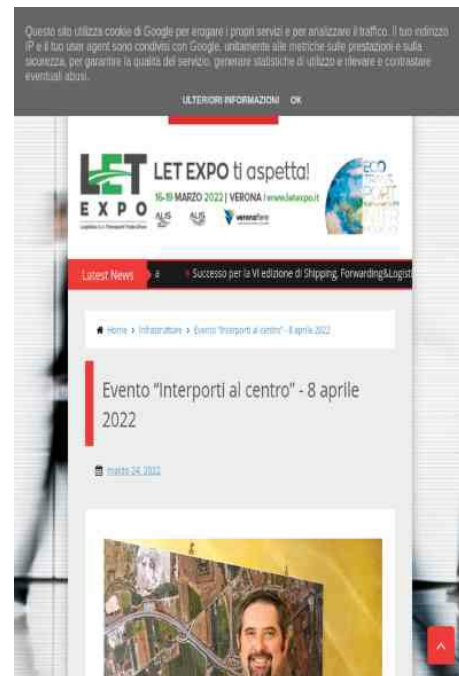 Questo sito utilizza cookie di Google per erogare i propri servizi e per analizzare il traffico. Il tuo indirizzo
IP e il tuo user agent sono condivisi con Google, unitamente alle metriche sulle prestazioni e sulla
sicurezza, per garantire la qualità del servizio, generare statistiche di utilizzo e rilevare e contrastare
eventuali abusi.
ULTERIORI INFORMAZIONI OK
LET EXPO
LET EXPO ti aspetta!
16-19 MARZO 2022 | VERONA | www.letexpo.it
ALIS ALIS veronafiere
ECO
TRANS
PORT
Latest News a Successo per la VI edizione di Shipping, Forwarding&Logist
Home Infrastrutture Evento "Interporti al centro" - 8 aprile 2022
Evento "Interporti al centro" - 8 aprile
2022
marzo 24, 2022